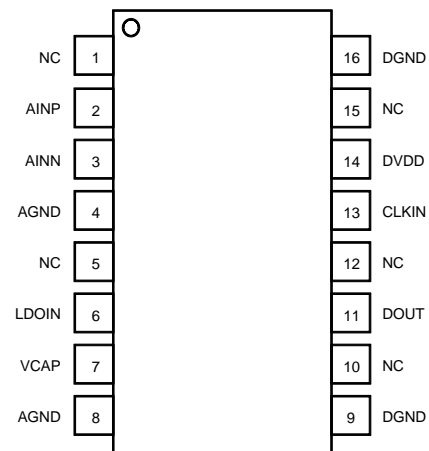 NC 1 16 DGND
AINP 2 15 NC
AINN 3 14 DVDD
AGND 4 13 CLKIN
NC 5 12 NC
LDOIN 6 11 DOUT
VCAP 7 10 NC
AGND 8 9 DGND